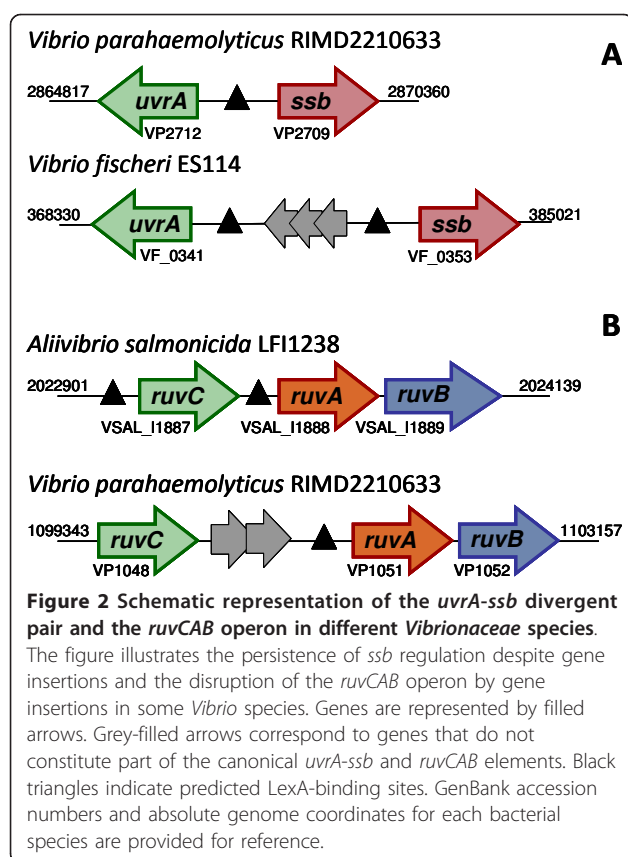 Vibrio parahaemolyticus RIMD2210633
A
2864817 uvrA ssb 2870360
VP2712 VP2709
Vibrio fischeri ES114
368330 uvrA ssb 385021
VF_0341 VF_0353
B
Aliivibrio salmonicida LFI1238
2022901 ruvC ruvA ruvB 2024139
VSAL_I1887 VSAL_I1888 VSAL_I1889
Vibrio parahaemolyticus RIMD2210633
1099343 ruvC ruvA ruvB 1103157
VP1048 VP1051 VP1052
Figure 2 Schematic representation of the uvrA-ssb divergent
pair and the ruvCAB operon in different Vibrionaceae species.
The figure illustrates the persistence of ssb regulation despite gene
insertions and the disruption of the ruvCAB operon by gene
insertions in some Vibrio species. Genes are represented by filled
arrows. Grey-filled arrows correspond to genes that do not
constitute part of the canonical uvrA-ssb and ruvCAB elements. Black
triangles indicate predicted LexA-binding sites. GenBank accession
numbers and absolute genome coordinates for each bacterial
species are provided for reference.